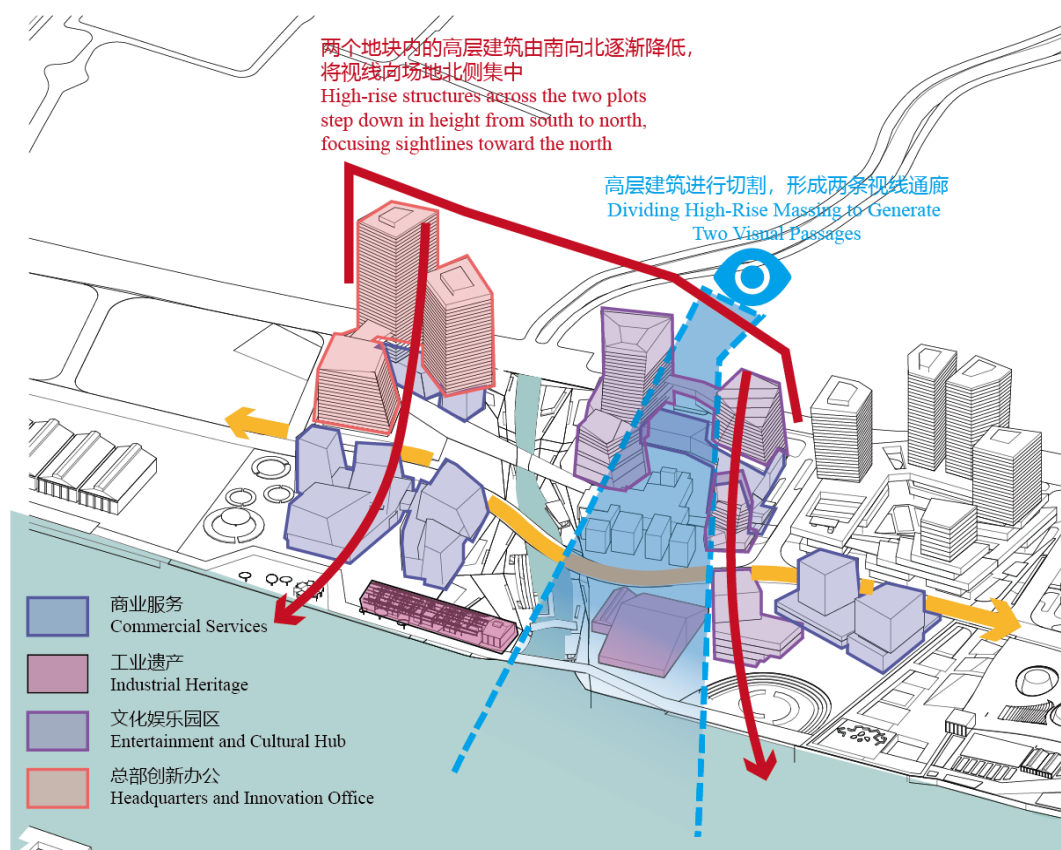 两个地块内的高层建筑由南向北逐渐降低，
将视线向场地北侧集中
High-rise structures across the two plots
step down in height from south to north,
focusing sightlines toward the north
高层建筑进行切割，形成两条视线通廊
Dividing High-Rise Massing to Generate
Two Visual Passages
商业服务
Commercial Services
工业遗产
Industrial Heritage
文化娱乐园区
Entertainment and Cultural Hub
总部创新办公
Headquarters and Innovation Office